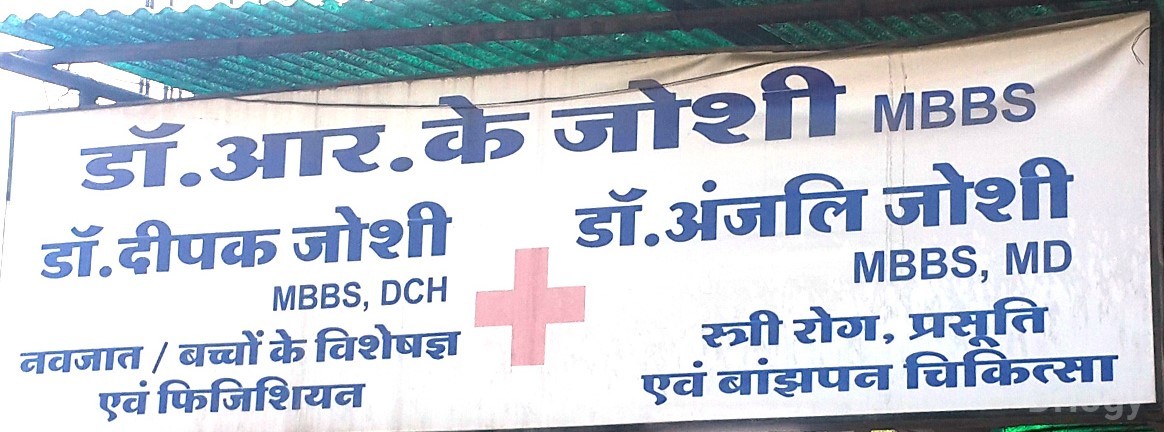 डॉ.आर.के जोशी MBBS
डॉ.दीपक जोशी
MBBS, DCH
नवजात / बच्चों के विशेषज्ञ
एवं फिजिशियन
डॉ.अंजलि जोशी
MBBS, MD
स्त्री रोग, प्रसूति
एवं बांझपन चिकित्सा